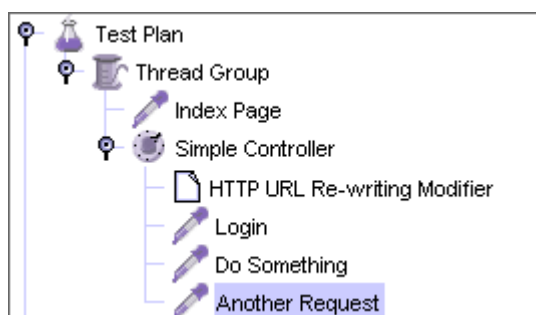 Test Plan
Thread Group
Index Page
Simple Controller
HTTP URL Re-writing Modifier
Login
Do Something
Another Request